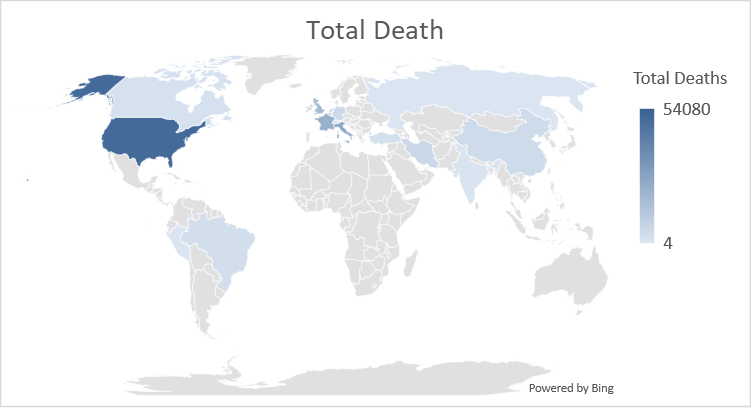 Total Death
Total Deaths
54080
4
Powered by Bing